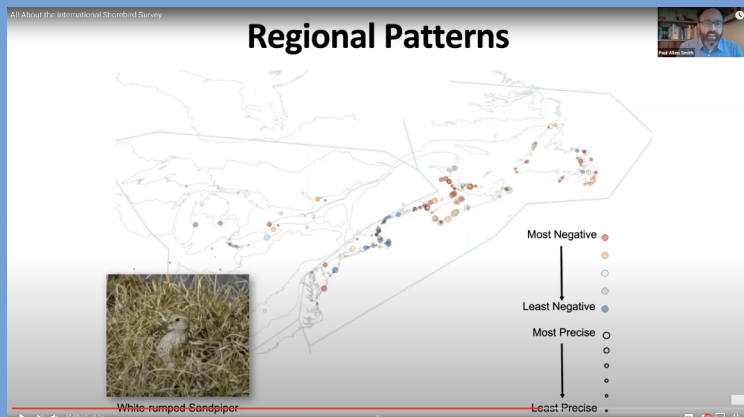 All About the International Shorebird Survey
Regional Patterns
Paul Allen Smith
Most Negative
Least Negative
Most Precise
Least Precise
White-rumped Sandpiper